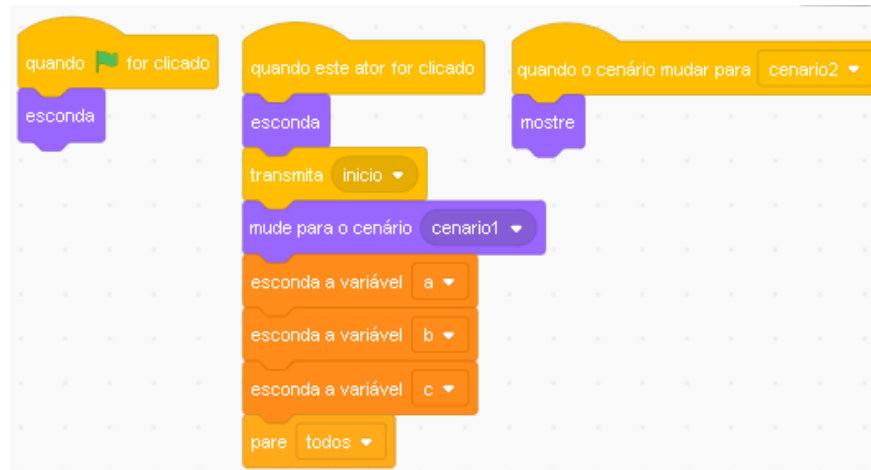 quando for clicado
esconda
quando este ator for clicado
esconda
transmita inicio
mude para o cenário cenario1
esconda a variável a
esconda a variável b
esconda a variável c
pare todos
quando o cenário mudar para cenario2
mostre